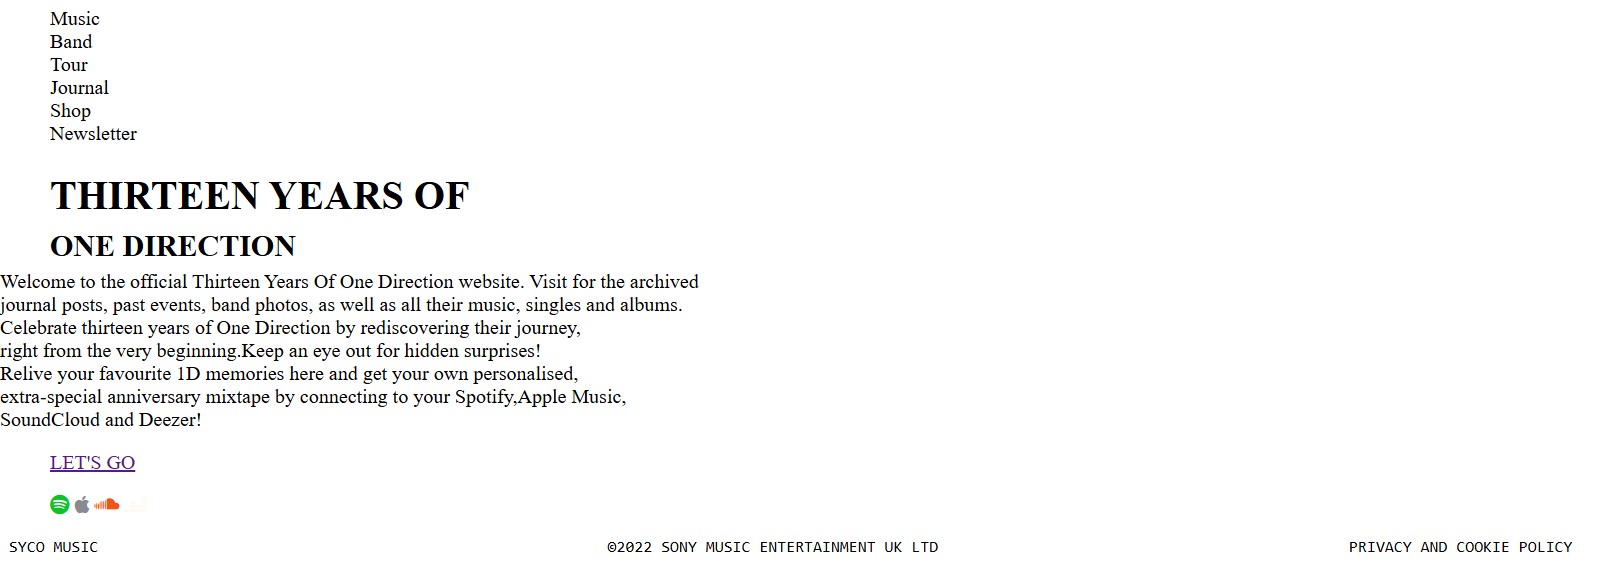 Music
Band
Tour
Journal
Shop
Newsletter
THIRTEEN YEARS OF
ONE DIRECTION
Welcome to the official Thirteen Years Of One Direction website. Visit for the archived
journal posts, past events, band photos, as well as all their music, singles and albums.
Celebrate thirteen years of One Direction by rediscovering their journey,
right from the very beginning.Keep an eye out for hidden surprises!
Relive your favourite 1D memories here and get your own personalised,
extra-special anniversary mixtape by connecting to your Spotify,Apple Music,
SoundCloud and Deezer!
LET'S GO
SYCO MUSIC ©2022 SONY MUSIC ENTERTAINMENT UK LTD PRIVACY AND COOKIE POLICY